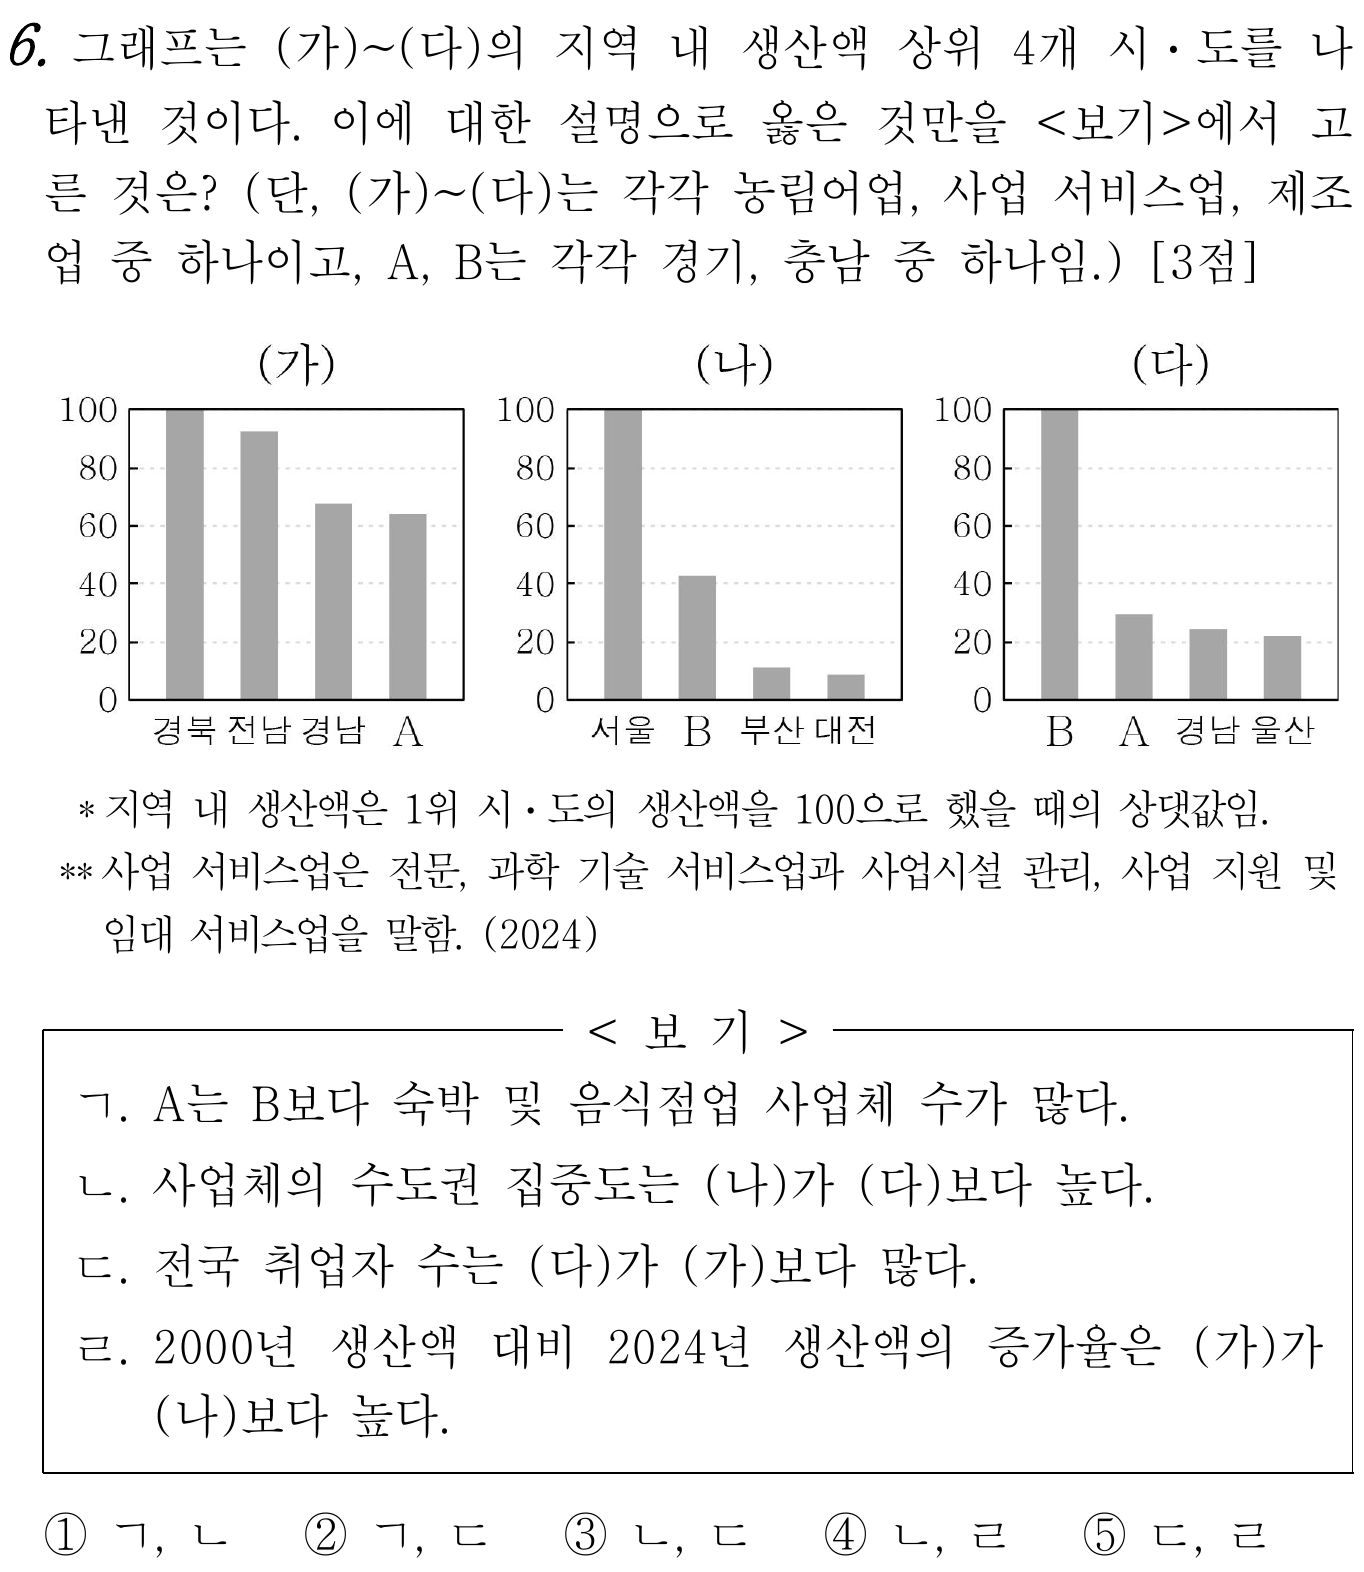 6. 그래프는 (가)~(다)의 지역 내 생산액 상위 4개 시·도를 나
타낸 것이다. 이에 대한 설명으로 옳은 것만을 <보기>에서 고
른 것은? (단, (가)~(다)는 각각 농림어업, 사업 서비스업, 제조
업 중 하나이고, A, B는 각각 경기, 충남 중 하나임.) [3점]
(가)
100
80
60
40
20
0
경북 전남 경남 A
(나)
100
80
60
40
20
0
서울 B 부산 대전
(다)
100
80
60
40
20
0
B A 경남 울산
* 지역 내 생산액은 1위 시·도의 생산액을 100으로 했을 때의 상댓값임.
** 사업 서비스업은 전문, 과학 기술 서비스업과 사업시설 관리, 사업 지원 및
임대 서비스업을 말함. (2024)
< 보 기 >
ㄱ. A는 B보다 숙박 및 음식점업 사업체 수가 많다.
ㄴ. 사업체의 수도권 집중도는 (나)가 (다)보다 높다.
ㄷ. 전국 취업자 수는 (다)가 (가)보다 많다.
ㄹ. 2000년 생산액 대비 2024년 생산액의 증가율은 (가)가
(나)보다 높다.
① ㄱ, ㄴ ② ㄱ, ㄷ ③ ㄴ, ㄷ ④ ㄴ, ㄹ ⑤ ㄷ, ㄹ